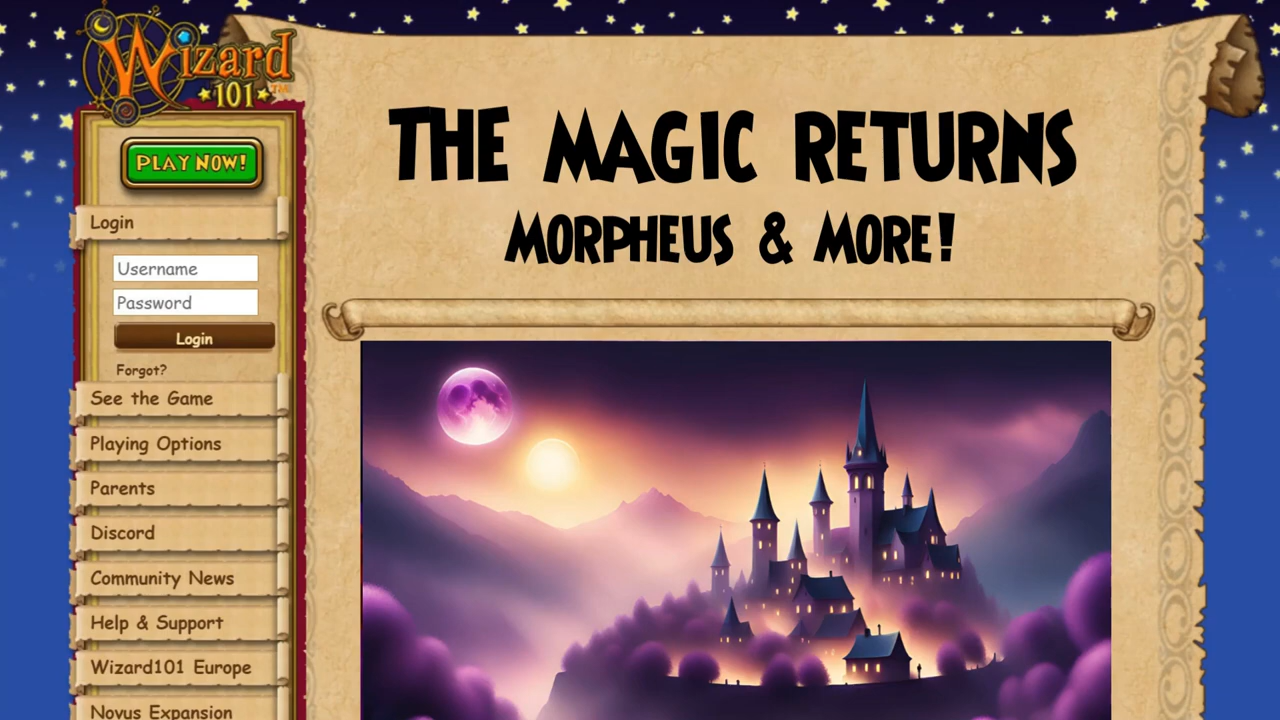 Wizard
101™
PLAY NOW!
Login
Username
Password
Login
Forgot?
See the Game
Playing Options
Parents
Discord
Community News
Help & Support
Wizard101 Europe
Novus Expansion
THE MAGIC RETURNS
MORPHEUS & MORE!